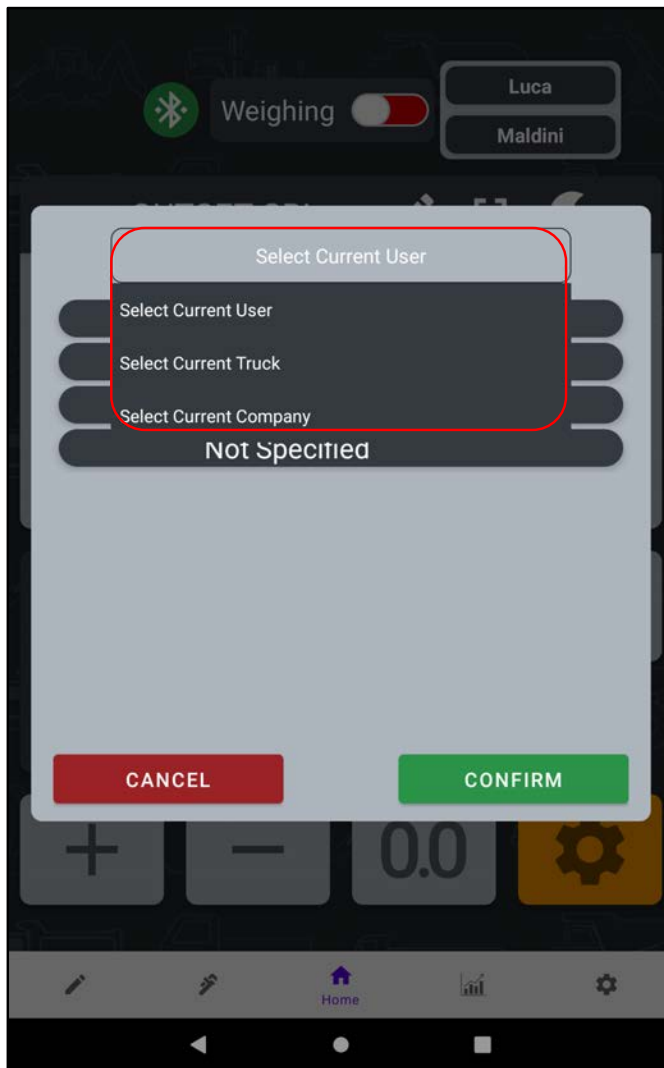 Weighing
Luca
Maldini
Select Current User
Select Current User
Select Current Truck
Select Current Company
Not Specified
CANCEL
CONFIRM
0.0
Home